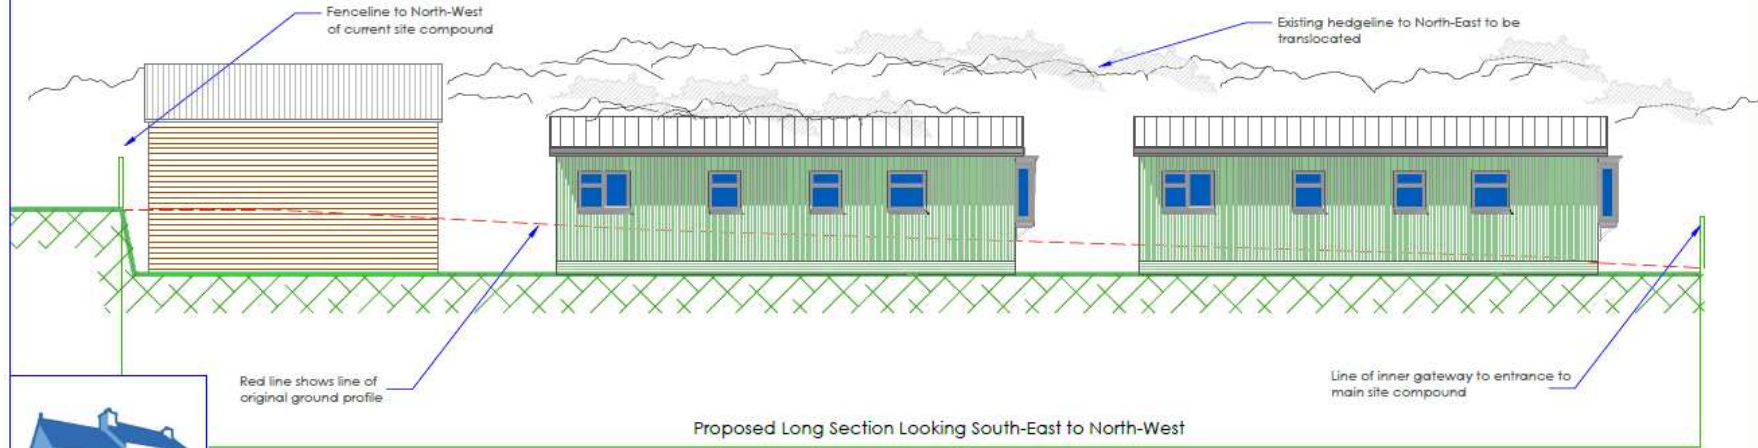 Fenceline to North-West
of current site compound
Existing hedgeline to North-East to be
translocated
Red line shows line of
original ground profile
Line of inner gateway to entrance to
main site compound
Proposed Long Section Looking South-East to North-West